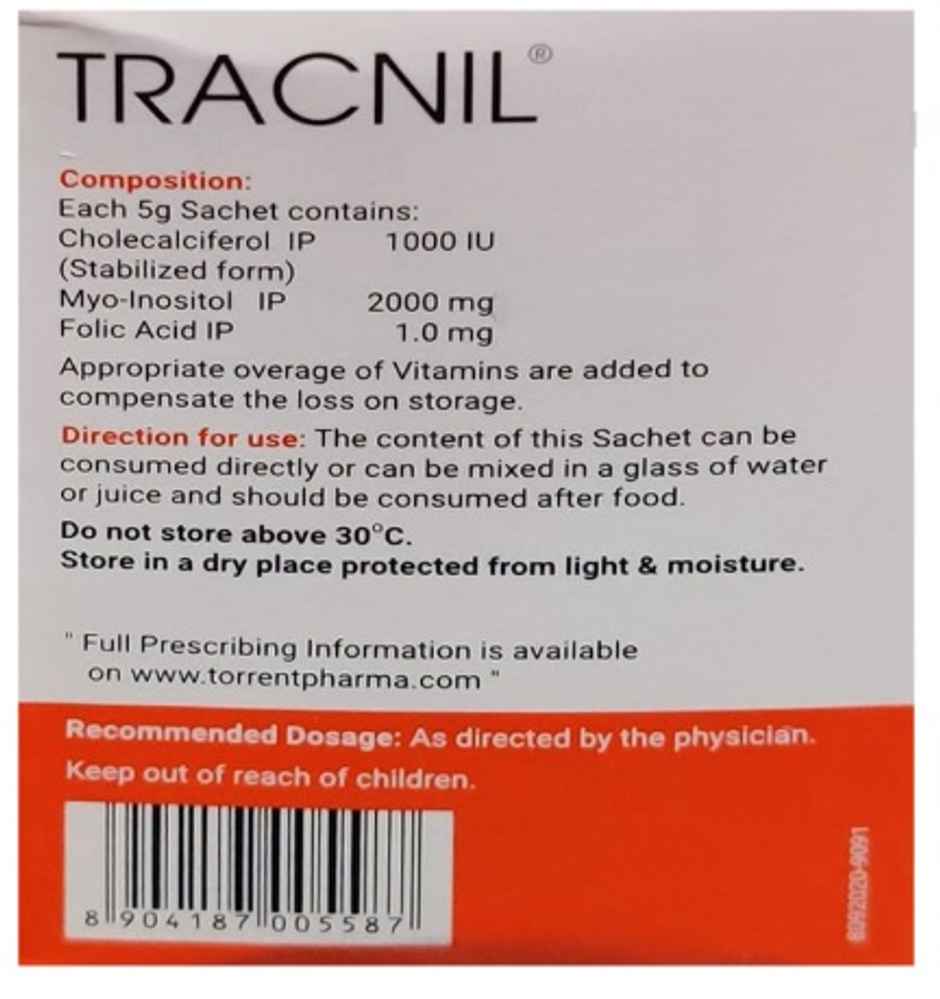 TRACNIL®
Composition:
Each 5g Sachet contains:
Cholecalciferol IP 1000 IU
(Stabilized form)
Myo-Inositol IP 2000 mg
Folic Acid IP 1.0 mg
Appropriate overage of Vitamins are added to
compensate the loss on storage.
Direction for use: The content of this Sachet can be
consumed directly or can be mixed in a glass of water
or juice and should be consumed after food.
Do not store above 30°C.
Store in a dry place protected from light & moisture.
" Full Prescribing Information is available
on www.torrentpharma.com "
Recommended Dosage: As directed by the physician.
Keep out of reach of children.
8 904187 005587
8092020-9091